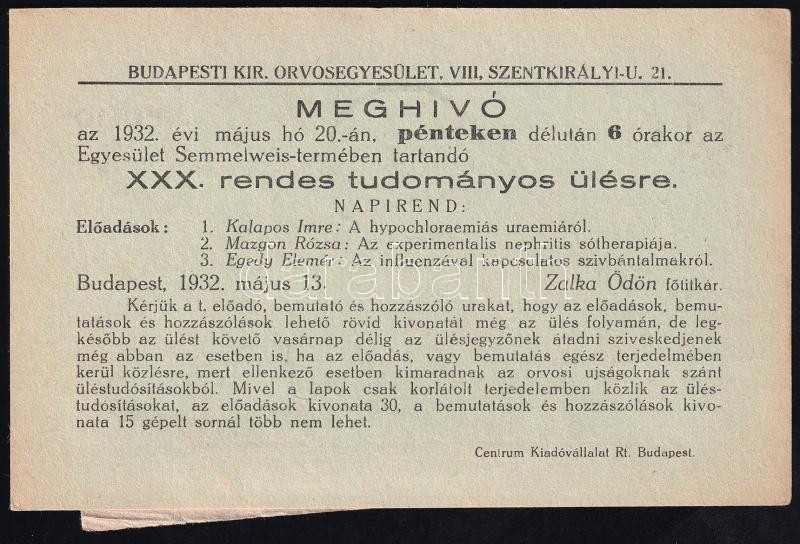 BUDAPESTI KIR. ORVOSEGYESÜLET, VIII, SZENTKIRÁLYI-U. 21.
MEGHIVÓ
az 1932. évi május hó 20.-án, pénteken délután 6 órakor az
Egyesület Semmelweis-termében tartandó
XXX. rendes tudományos ülésre.
NAPIREND:
Előadások: 1. Kalapos Imre: A hypochloraemiás uraemiáról.
2. Mazgon Rózsa: Az experimentalis nephritis sótherapiája.
3. Egedy Elemér: Az influenzával kapcsolatos szivbántalmakról.
Budapest, 1932. május 13. Zalka Ödön főtitkár.
Kérjük a t. előadó, bemutató és hozzászóló urakat, hogy az előadások, bemu-
tatások és hozzászólások lehető rövid kivonatát még az ülés folyamán, de leg-
később az ülést követő vasárnap délig az ülésjegyzőnek átadni sziveskedjenek
még abban az esetben is, ha az előadás, vagy bemutatás egész terjedelmében
kerül közlésre, mert ellenkező esetben kimaradnak az orvosi ujságoknak szánt
üléstudósításokból. Mivel a lapok csak korlátolt terjedelemben közlik az ülés-
tudósításokat, az előadások kivonata 30, a bemutatások és hozzászólások kivo-
nata 15 gépelt sornál több nem lehet.
Centrum Kiadóvállalat Rt. Budapest.
darabanth